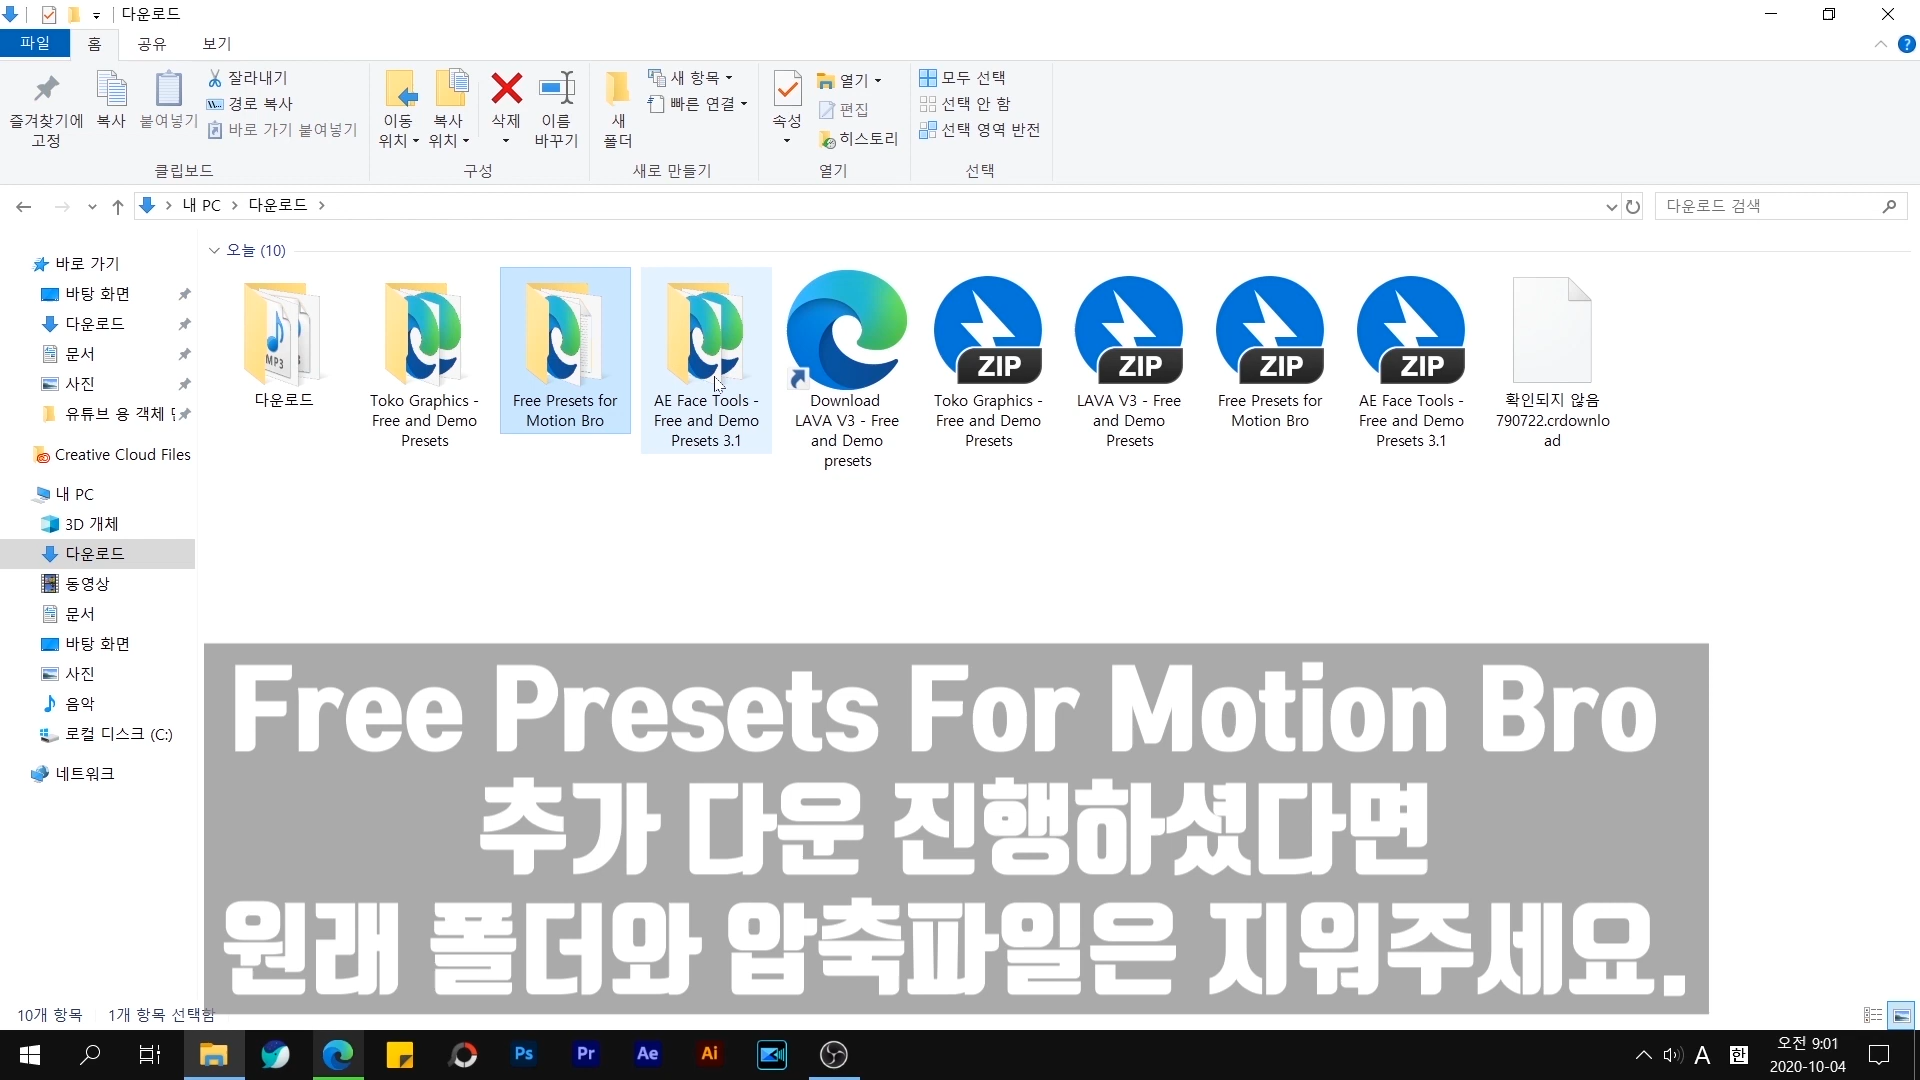 다운로드
파일
홈
공유
보기
즐겨찾기에
고정
복사
붙여넣기
잘라내기
경로 복사
바로 가기 붙여넣기
클립보드
이동
위치
복사
위치
삭제
이름
바꾸기
구성
새
폴더
새 항목
빠른 연결
새로 만들기
속성
열기
편집
히스토리
열기
모두 선택
선택 안 함
선택 영역 반전
선택
내 PC
다운로드
다운로드 검색
바로 가기
바탕 화면
다운로드
문서
사진
유튜브 용 객체
Creative Cloud Files
내 PC
3D 개체
다운로드
동영상
문서
바탕 화면
사진
음악
로컬 디스크 (C:)
네트워크
오늘 (10)
MP3
다운로드
Toko Graphics -
Free and Demo
Presets
Free Presets for
Motion Bro
AE Face Tools -
Free and Demo
Presets 3.1
Download
LAVA V3 - Free
and Demo
presets
ZIP
Toko Graphics -
Free and Demo
Presets
ZIP
LAVA V3 - Free
and Demo
Presets
ZIP
Free Presets for
Motion Bro
ZIP
AE Face Tools -
Free and Demo
Presets 3.1
확인되지 않음
790722.crdownlo
ad
Free Presets For Motion Bro
추가 다운 진행하셨다면
원래 폴더와 압축파일은 지워주세요.
10개 항목
1개 항목 선택함
Ps
Pr
Ae
Ai
A
한
오전 9:01
2020-10-04